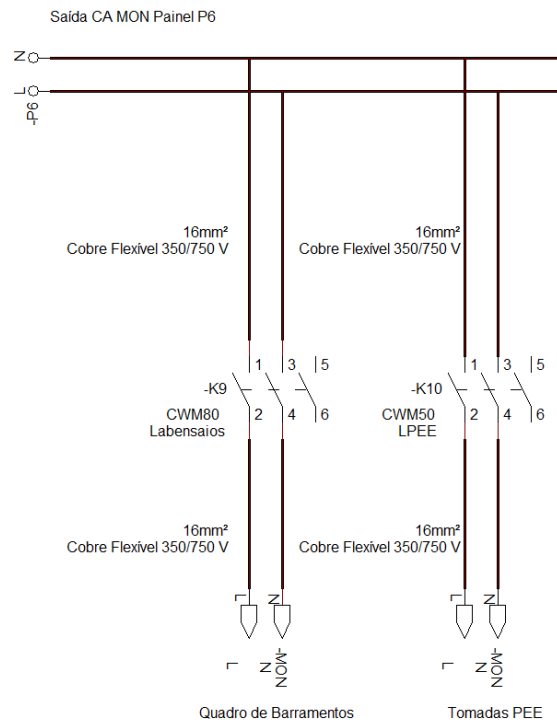 Saída CA MON Painel P6
N
L
-P6
16mm²
Cobre Flexível 350/750 V
16mm²
Cobre Flexível 350/750 V
1 3 5
-K9
CWM80
Labensaios
2 4 6
1 3 5
-K10
CWM50
LPEE
2 4 6
16mm²
Cobre Flexível 350/750 V
16mm²
Cobre Flexível 350/750 V
L N
-MON
L N
L N
-MON
L N
Quadro de Barramentos
Tomadas PEE